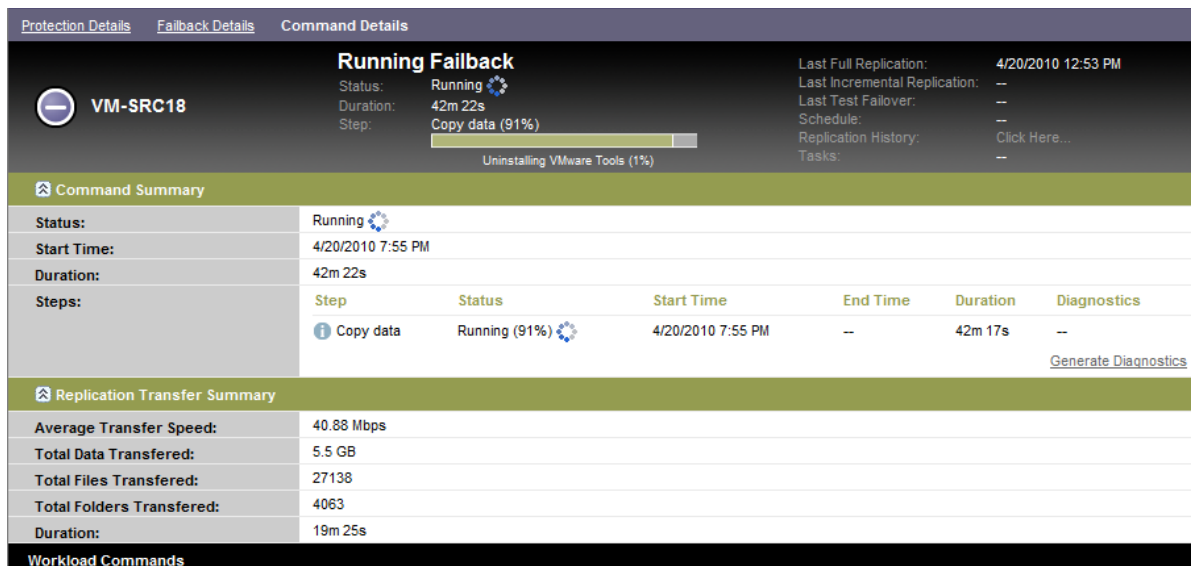 Protection Details Failback Details Command Details
Running Failback
VM-SRC18
Status: Running
Duration: 42m 22s
Step: Copy data (91%)
Uninstalling VMware Tools (1%)
Last Full Replication: 4/20/2010 12:53 PM
Last Incremental Replication: --
Last Test Failover: --
Schedule: --
Replication History: Click Here...
Tasks: --
Command Summary
Status: Running
Start Time: 4/20/2010 7:55 PM
Duration: 42m 22s
Steps: Step Status Start Time End Time Duration Diagnostics
Copy data Running (91%) 4/20/2010 7:55 PM -- 42m 17s --
Generate Diagnostics
Replication Transfer Summary
Average Transfer Speed: 40.88 Mbps
Total Data Transfered: 5.5 GB
Total Files Transfered: 27138
Total Folders Transfered: 4063
Duration: 19m 25s
Workload Commands